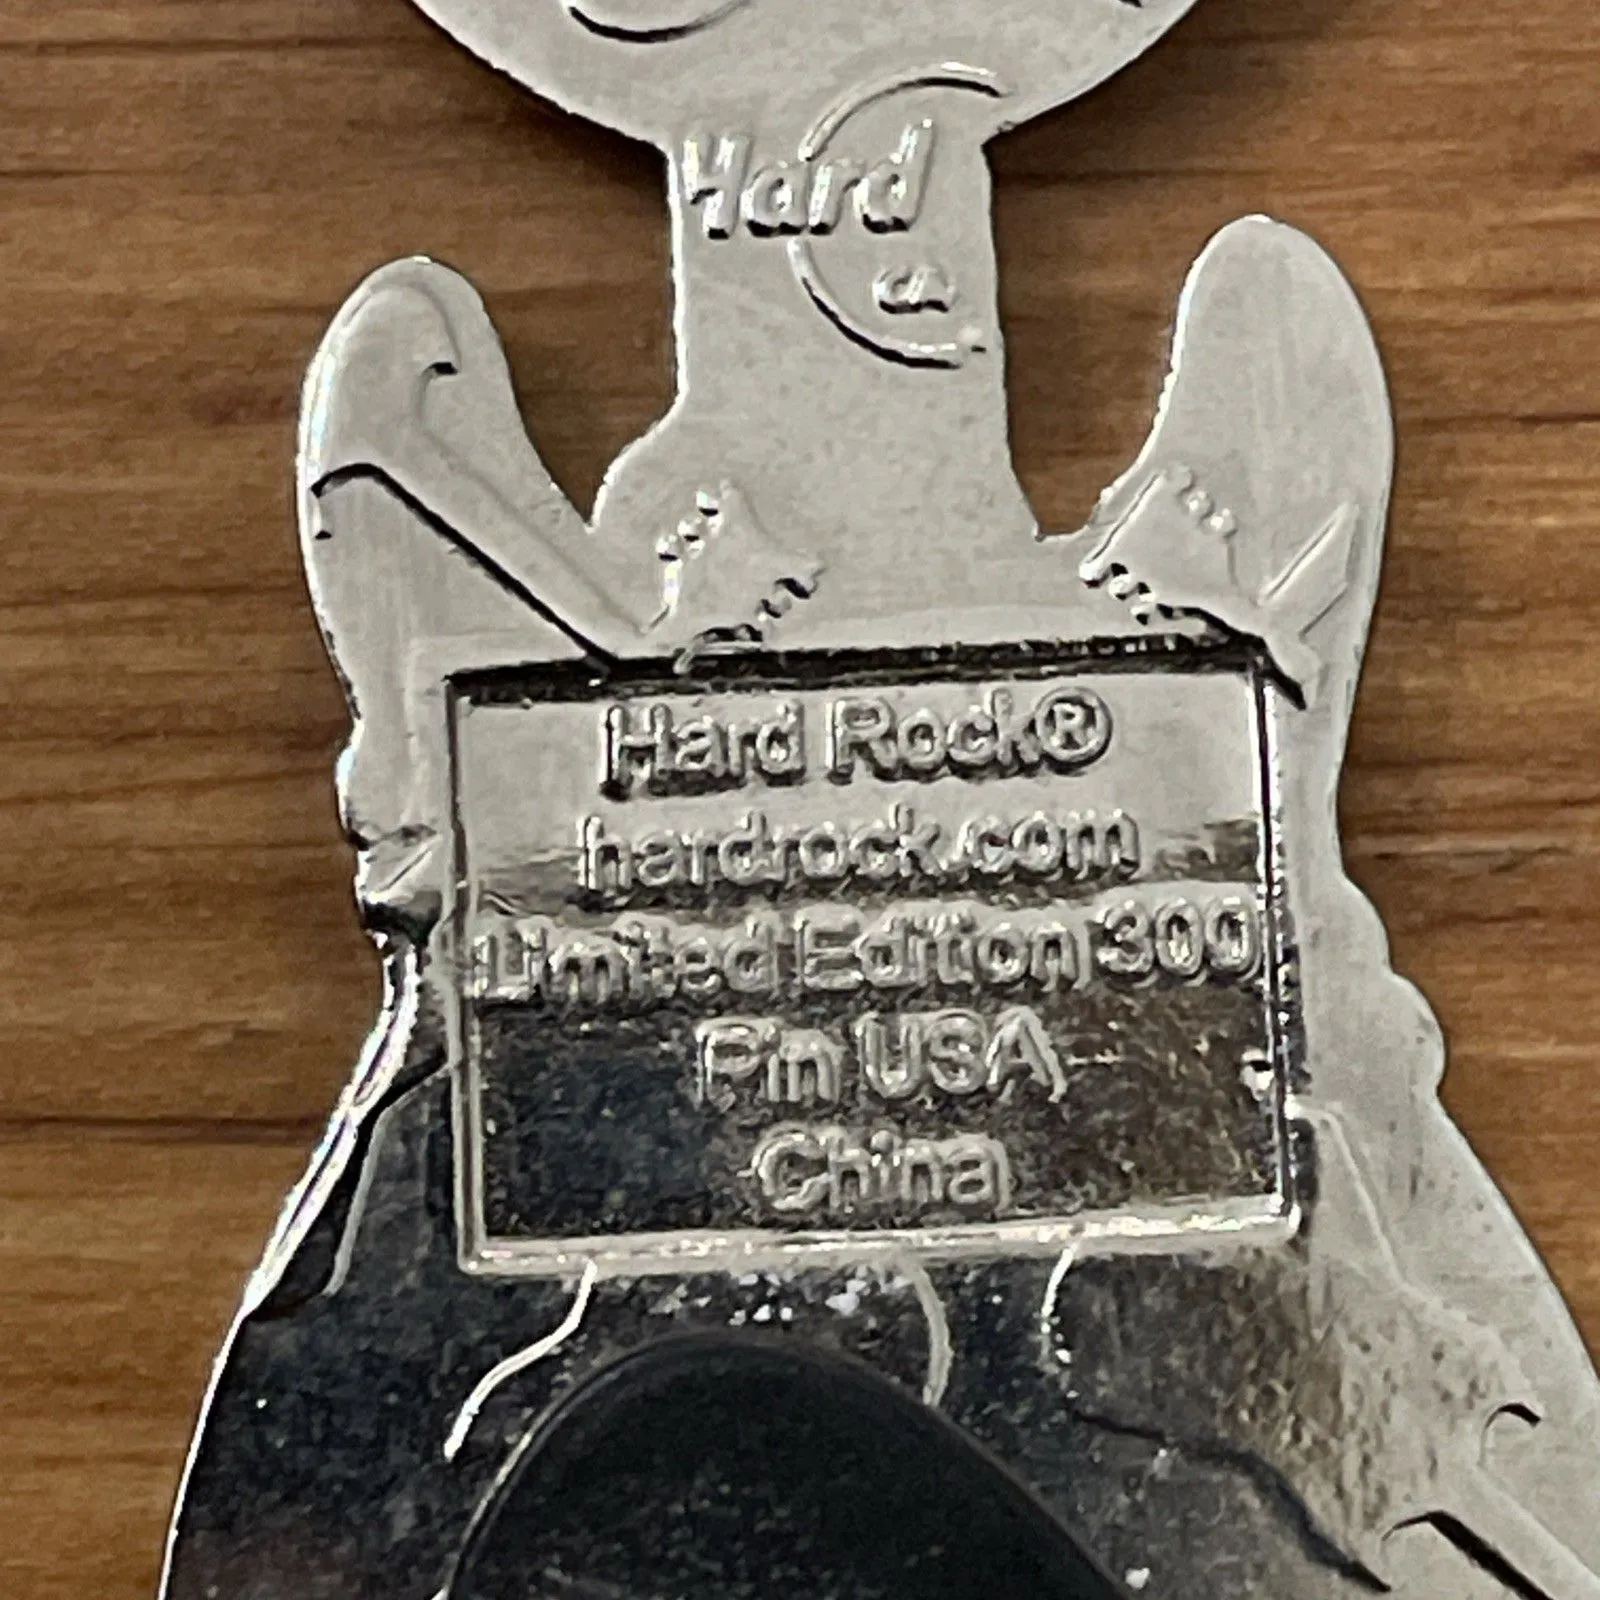 Hard
Hard Rock®
hardrock.com
Limited Edition 300
Pin USA
China